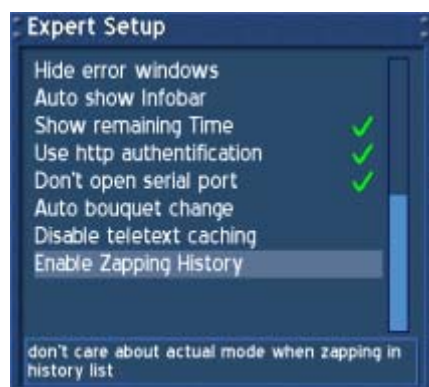 Expert Setup
Hide error windows
Auto show Infobar
Show remaining Time
Use http authentification
Don't open serial port
Auto bouquet change
Disable teletext caching
Enable Zapping History
don't care about actual mode when zapping in
history list